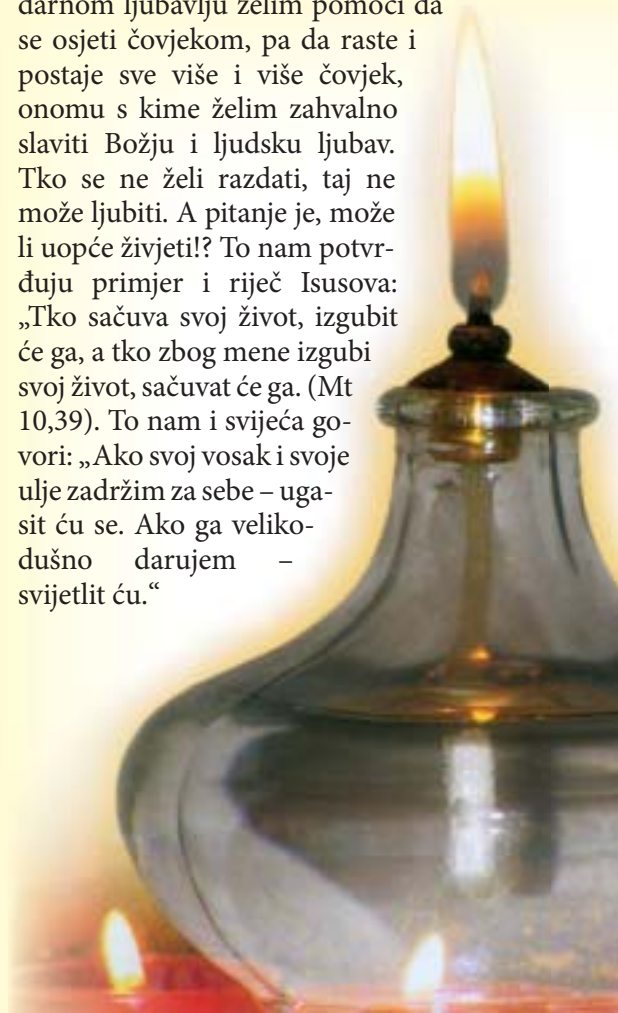 darnom ljubavlju želim pomoći da
se osjeti čovjekom, pa da raste i
postaje sve više i više čovjek,
onomu s kime želim zahvalno
slaviti Božju i ljudsku ljubav.
Tko se ne želi razdati, taj ne
može ljubiti. A pitanje je, može
li uopće živjeti!? To nam potvr-
đuju primjer i riječ Isusova:
„Tko sačuva svoj život, izgubit
će ga, a tko zbog mene izgubi
svoj život, sačuvat će ga. (Mt
10,39). To nam i svijeća go-
vori: „Ako svoj vosak i svoje
ulje zadržim za sebe – uga-
sit ću se. Ako ga veliko-
dušno darujem –
svijetlit ću.“